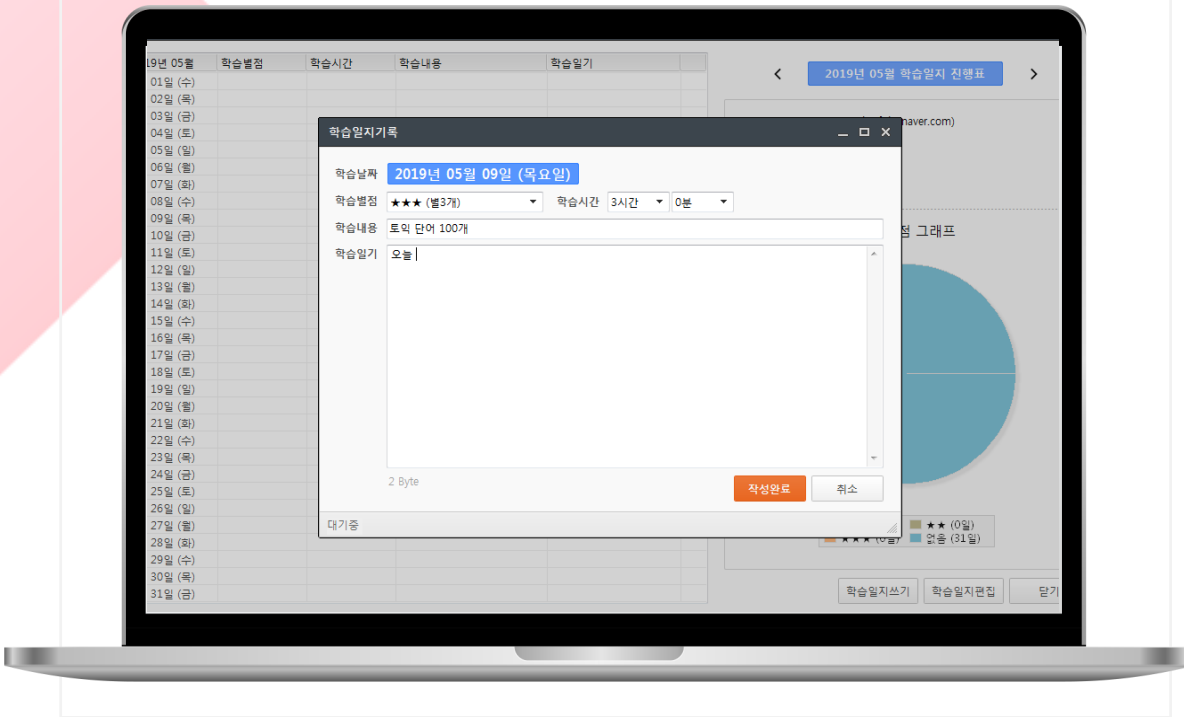 19년 05월 학습별점 학습시간 학습내용 학습일기
01일 (수)
02일 (목)
03일 (금)
04일 (토)
05일 (일)
06일 (월)
07일 (화)
08일 (수)
09일 (목)
10일 (금)
11일 (토)
12일 (일)
13일 (월)
14일 (화)
15일 (수)
16일 (목)
17일 (금)
18일 (토)
19일 (일)
20일 (월)
21일 (화)
22일 (수)
23일 (목)
24일 (금)
25일 (토)
26일 (일)
27일 (월)
28일 (화)
29일 (수)
30일 (목)
31일 (금)
학습일지기록
학습날짜 2019년 05월 09일 (목요일)
학습별점 ★★★ (별3개) 학습시간 3시간 0분
학습내용 토익 단어 100개
학습일기 오늘
2 Byte
작성완료 취소
대기중
2019년 05월 학습일지 진행표
naver.com)
점 그래프
★★ (0일)
★★★ (0일) 없음 (31일)
학습일지쓰기 학습일지편집 닫기